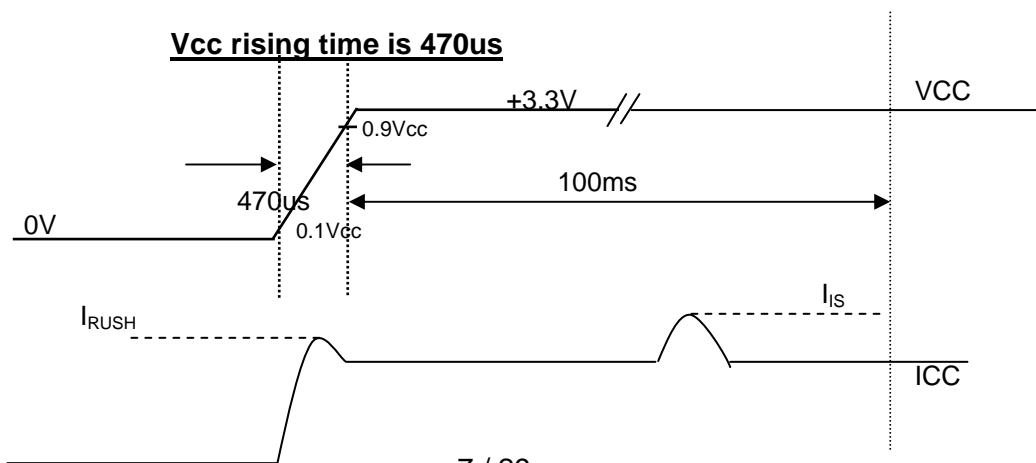 Vcc rising time is 470us
+3.3V
VCC
0.9Vcc
470us
100ms
0V
0.1Vcc
IRUSH
IIS
ICC